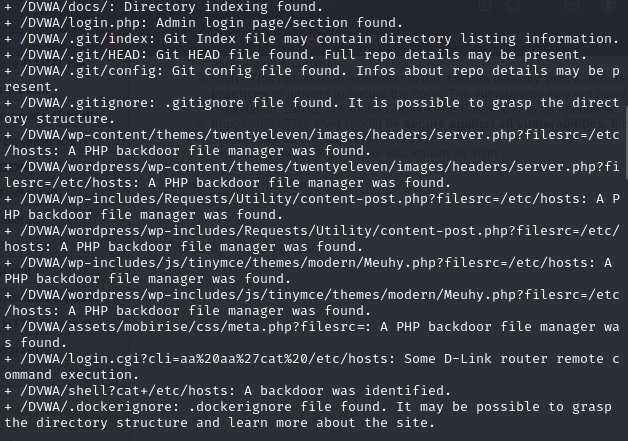 + /DVWA/docs/: Directory indexing found.
+ /DVWA/login.php: Admin login page/section found.
+ /DVWA/.git/index: Git Index file may contain directory listing information.
+ /DVWA/.git/HEAD: Git HEAD file found. Full repo details may be present.
+ /DVWA/.git/config: Git config file found. Infos about repo details may be p
resent.
+ /DVWA/.gitignore: .gitignore file found. It is possible to grasp the direct
ory structure.
+ /DVWA/wp-content/themes/twentyeleven/images/headers/server.php?filesrc=/etc
/hosts: A PHP backdoor file manager was found.
+ /DVWA/wordpress/wp-content/themes/twentyeleven/images/headers/server.php?fi
lesrc=/etc/hosts: A PHP backdoor file manager was found.
+ /DVWA/wp-includes/Requests/Utility/content-post.php?filesrc=/etc/hosts: A P
HP backdoor file manager was found.
+ /DVWA/wordpress/wp-includes/Requests/Utility/content-post.php?filesrc=/etc/
hosts: A PHP backdoor file manager was found.
+ /DVWA/wp-includes/js/tinymce/themes/modern/Meuhy.php?filesrc=/etc/hosts: A
PHP backdoor file manager was found.
+ /DVWA/wordpress/wp-includes/js/tinymce/themes/modern/Meuhy.php?filesrc=/etc
/hosts: A PHP backdoor file manager was found.
+ /DVWA/assets/mobirise/css/meta.php?filesrc=: A PHP backdoor file manager wa
s found.
+ /DVWA/login.cgi?cli=aa%20aa%27cat%20/etc/hosts: Some D-Link router remote c
ommand execution.
+ /DVWA/shell?cat+/etc/hosts: A backdoor was identified.
+ /DVWA/.dockerignore: .dockerignore file found. It may be possible to grasp
the directory structure and learn more about the site.